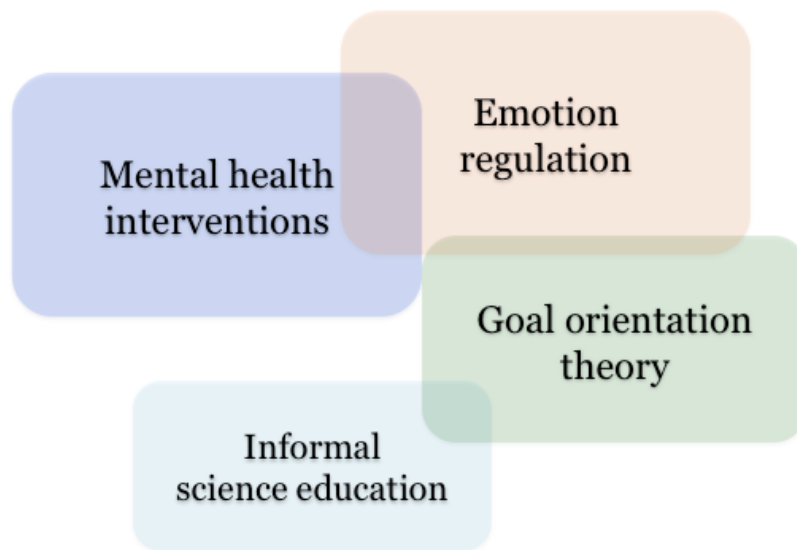 Emotion
regulation
Mental health
interventions
Goal orientation
theory
Informal
science education